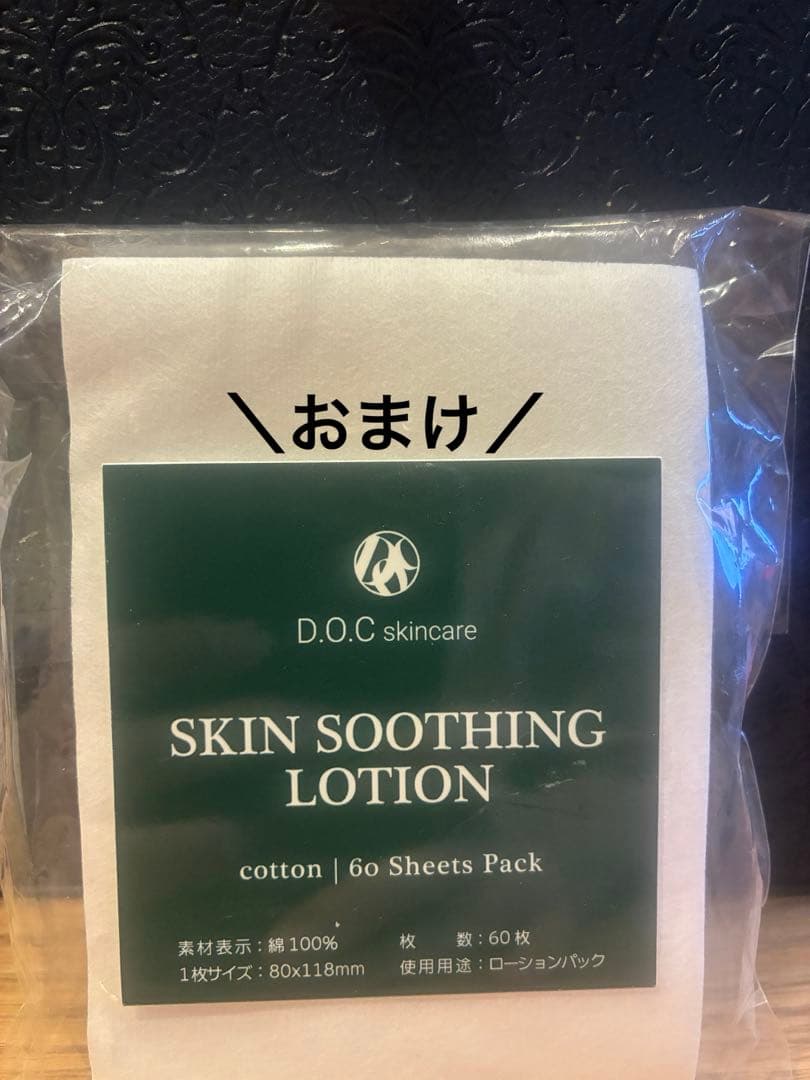 ＼おまけ／
D.O.C skincare
SKIN SOOTHING
LOTION
cotton | 60 Sheets Pack
素材表示：綿100%　枚　数：60枚
1枚サイズ：80x118mm　使用用途：ローションパック